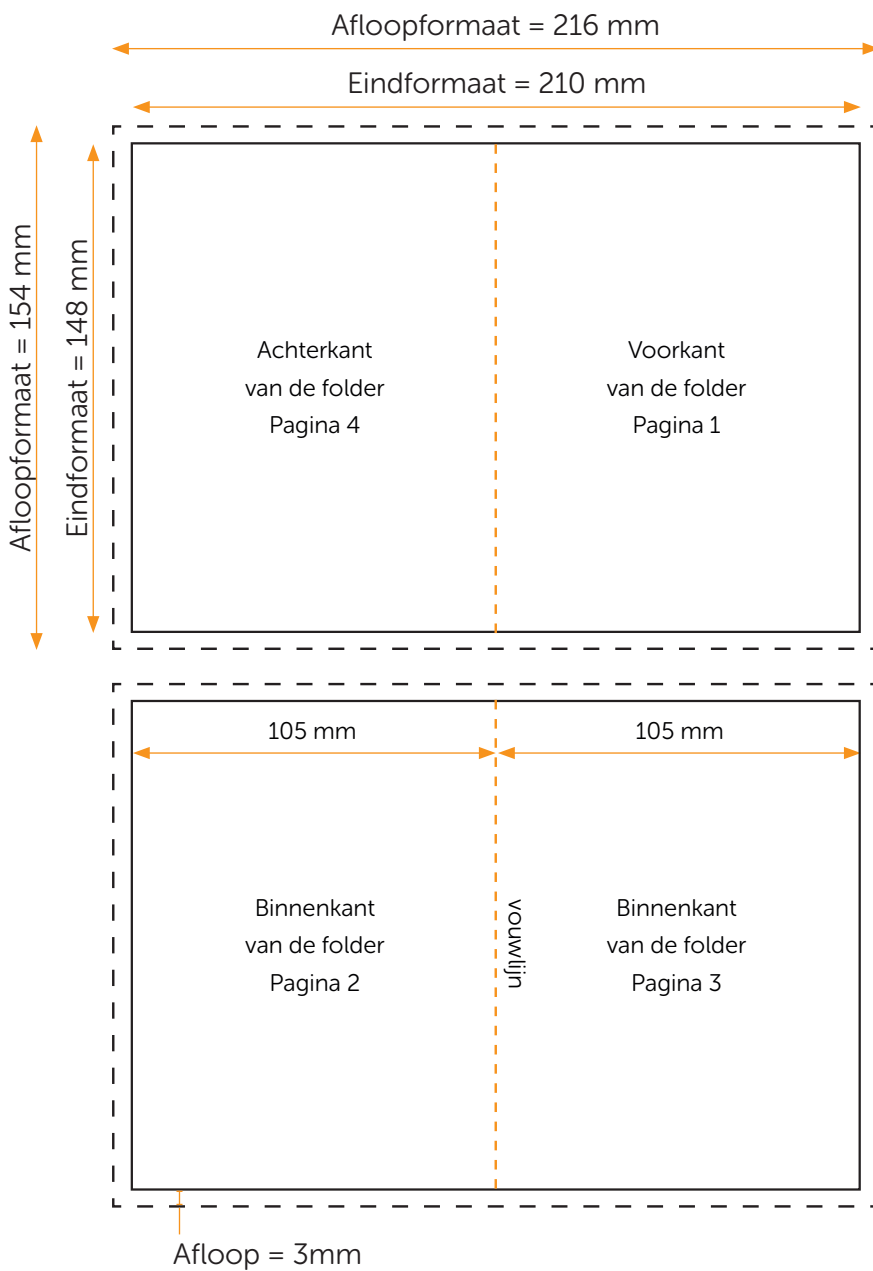 Afloopformaat = 216 mm
Eindformaat = 210 mm
Afloopformaat = 154 mm
Eindformaat = 148 mm
Achterkant
van de folder
Pagina 4
Voorkant
van de folder
Pagina 1
105 mm
105 mm
Binnenkant
van de folder
Pagina 2
vouwlijn
Binnenkant
van de folder
Pagina 3
Afloop = 3mm